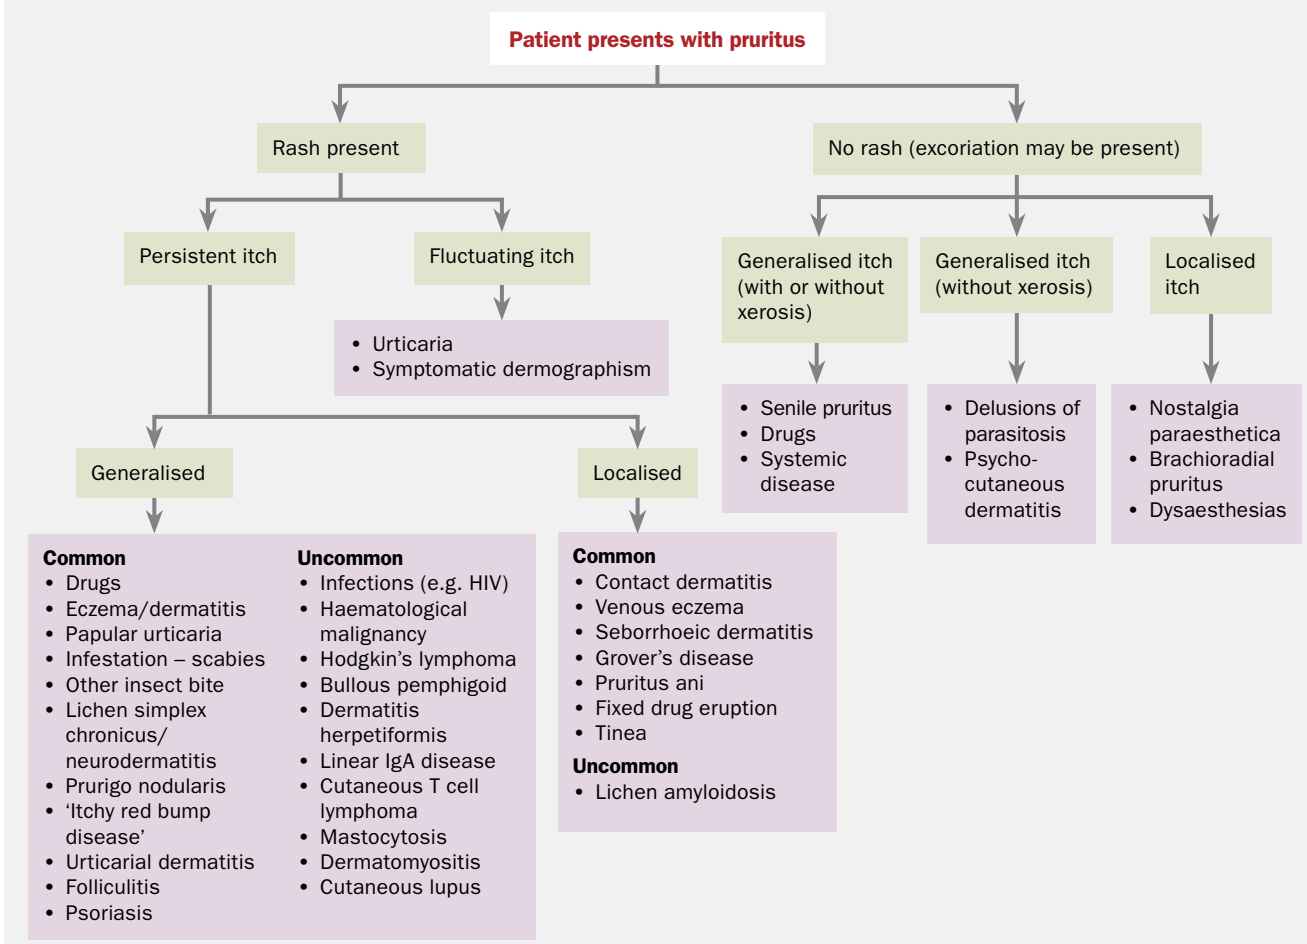 Patient presents with pruritus
Rash present
No rash (excoriation may be present)
Persistent itch
Fluctuating itch
Generalised itch
(with or without
xerosis)
Generalised itch
(without xerosis)
Localised
itch
• Urticaria
• Symptomatic dermographism
• Senile pruritus
• Drugs
• Systemic
disease
• Delusions of
parasitosis
• Psycho-
cutaneous
dermatitis
• Nostalgia
paraesthetica
• Brachioradial
pruritus
• Dysaesthesias
Generalised
Localised
Common
• Drugs
• Eczema/dermatitis
• Papular urticaria
• Infestation – scabies
• Other insect bite
• Lichen simplex
chronicus/
neurodermatitis
• Prurigo nodularis
• ‘Itchy red bump
disease’
• Urticarial dermatitis
• Folliculitis
• Psoriasis
Uncommon
• Infections (e.g. HIV)
• Haematological
malignancy
• Hodgkin’s lymphoma
• Bullous pemphigoid
• Dermatitis
herpetiformis
• Linear IgA disease
• Cutaneous T cell
lymphoma
• Mastocytosis
• Dermatomyositis
• Cutaneous lupus
Common
• Contact dermatitis
• Venous eczema
• Seborrhoeic dermatitis
• Grover’s disease
• Pruritus ani
• Fixed drug eruption
• Tinea
Uncommon
• Lichen amyloidosis